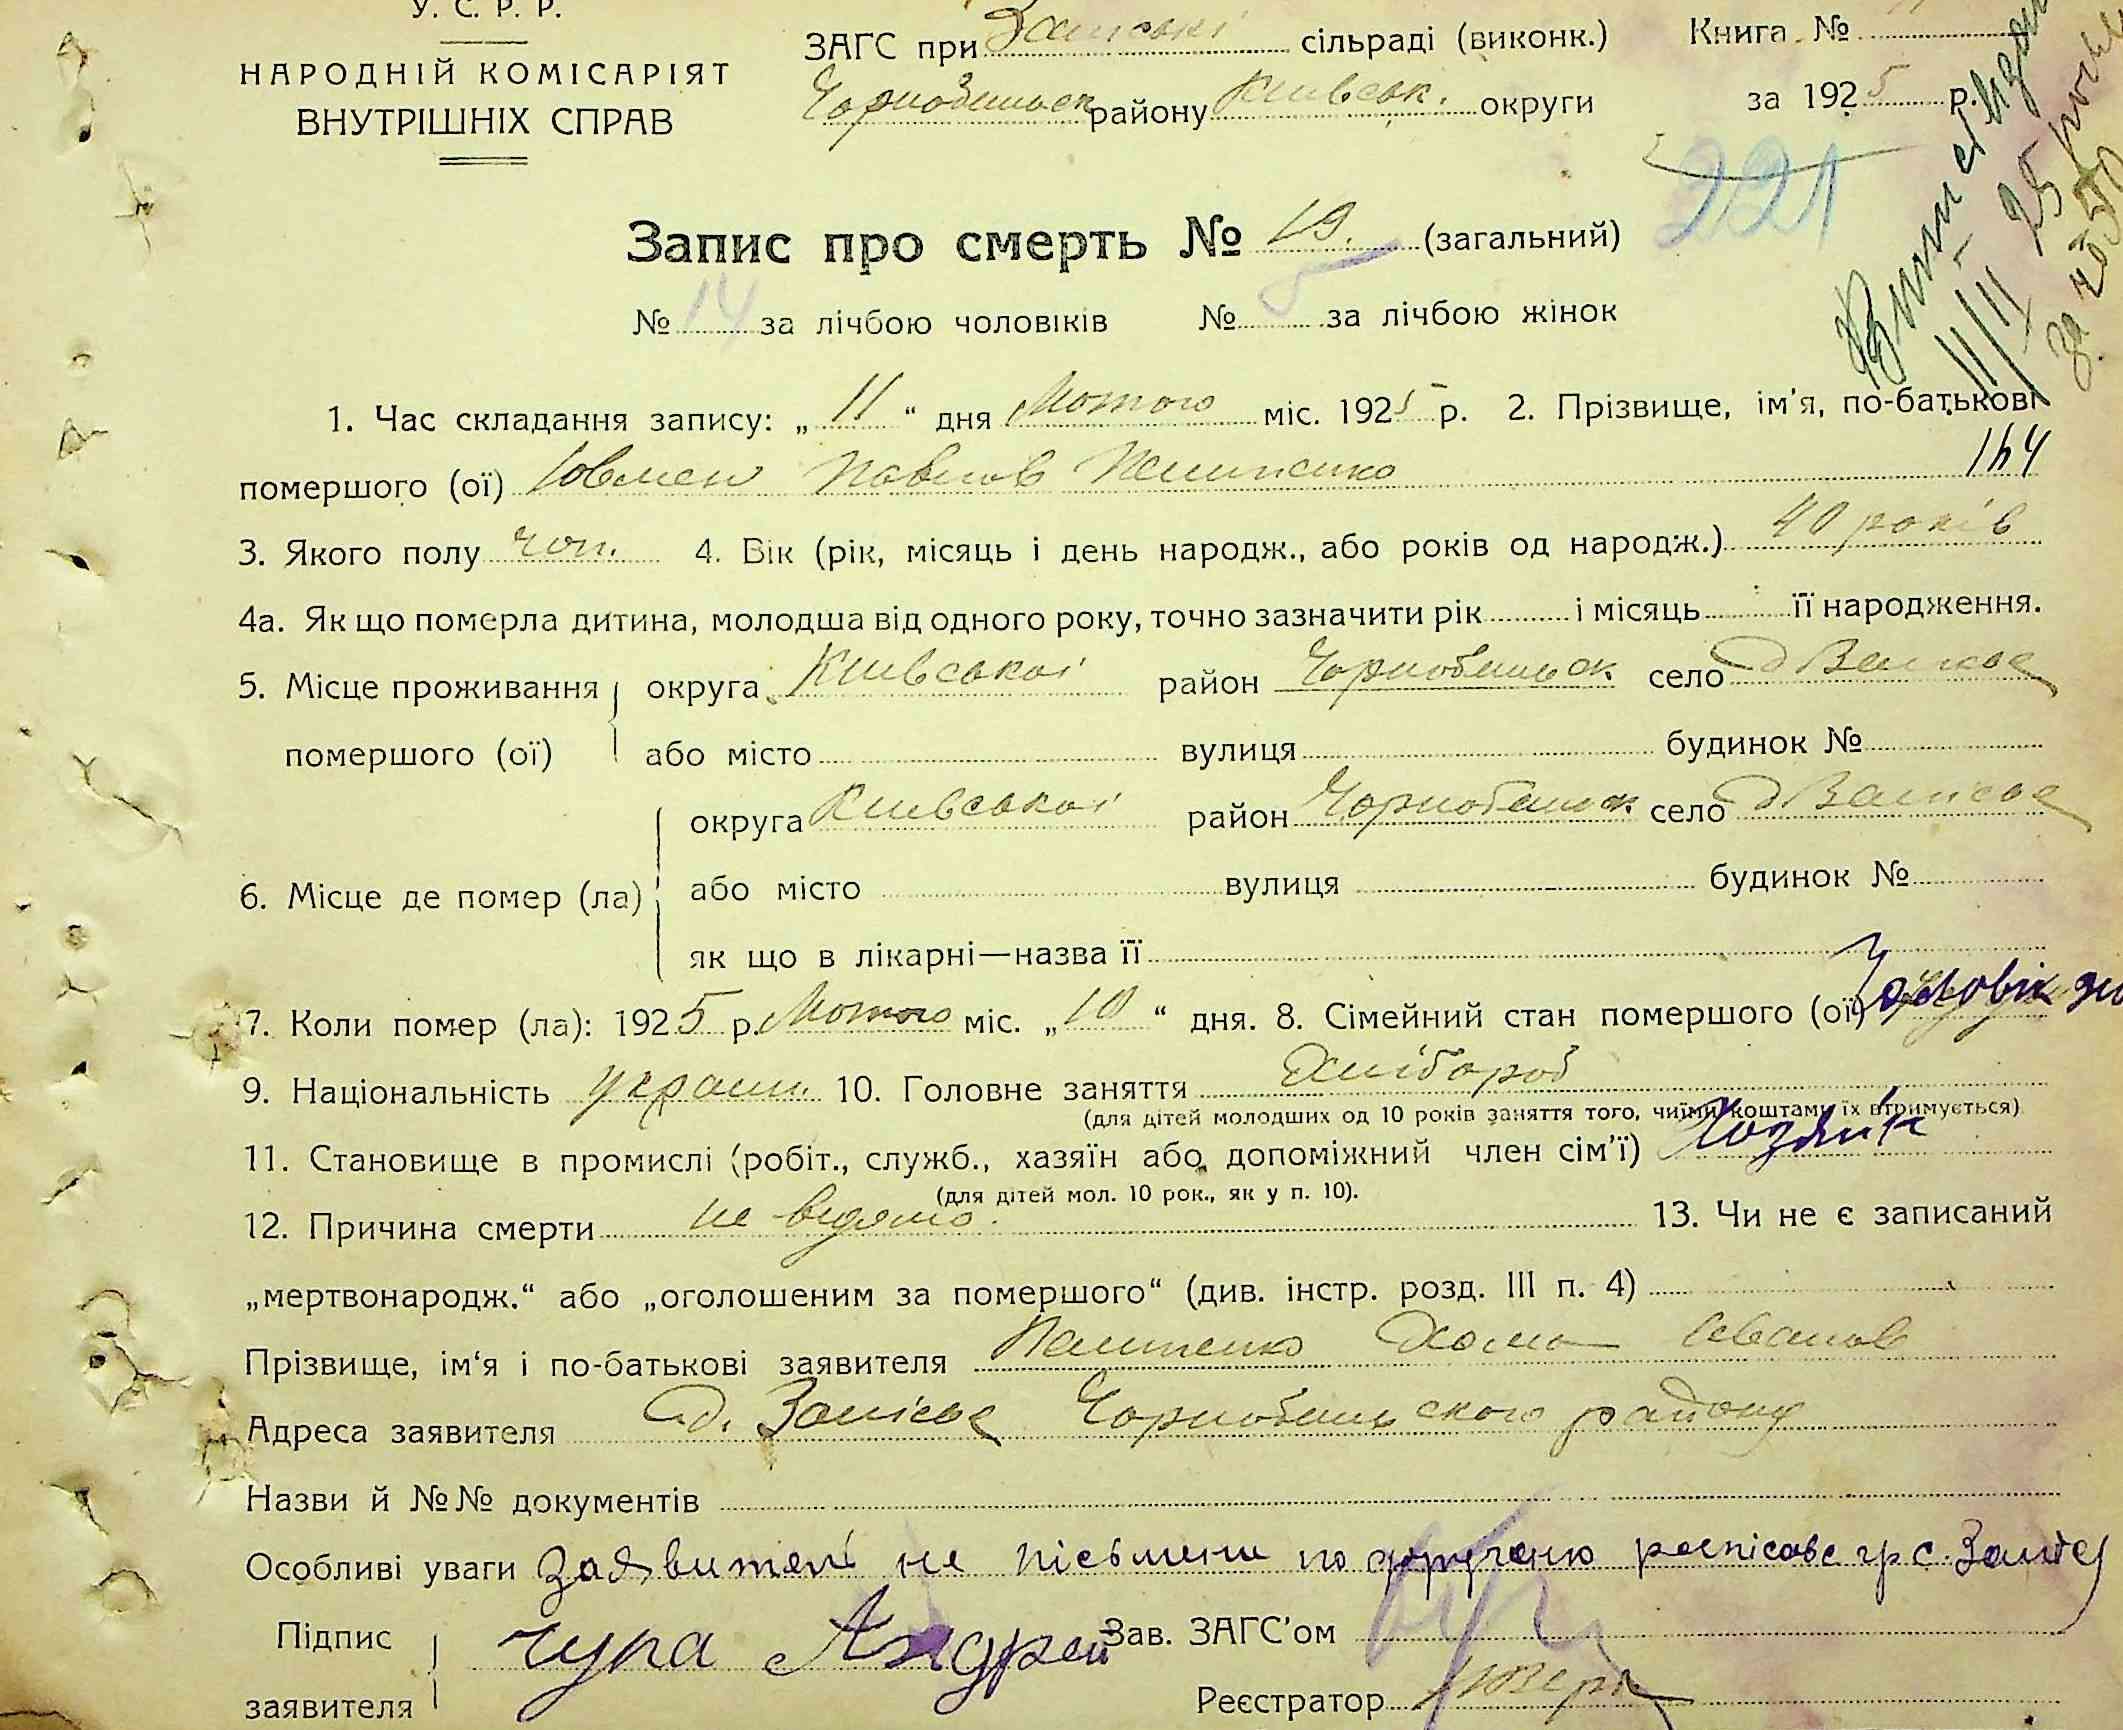 У. С. Р. Р.
НАРОДНІЙ КОМІСАРІЯТ
ВНУТРІШНІХ СПРАВ
ЗАГС при сільраді (виконк.) Книга №
Чорнобильск району Київськ. округи за 1925 р.
221
Запис про смерть № 19. (загальний)
№ 14 за лічбою чоловіків № 5 за лічбою жінок
1. Час складання запису: „ 11 “ дня Лютого міс. 1925 р. 2. Прізвище, ім'я, по-батькові
помершого (ої) Павлов
3. Якого полу чол. 4. Вік (рік, місяць і день народж., або років од народж.) 40 років
4а. Як що померла дитина, молодша від одного року, точно зазначити рік і місяць її народження.
5. Місце проживання округа Київської район Чорнобильск село
помершого (ої) або місто вулиця будинок №
округа Київської район Чорнобильск село
6. Місце де помер (ла) або місто вулиця будинок №
як що в лікарні—назва її
7. Коли помер (ла): 1925 р. Лютого міс. „ 10 “ дня. 8. Сімейний стан помершого (ої)
9. Національність україн. 10. Головне заняття Хлібороб
(для дітей молодших од 10 років заняття того, чиїми коштами їх втримується)
11. Становище в промислі (робіт., служб., хазяїн або допоміжний член сім'ї) Хозяїн
(для дітей мол. 10 рок., як у п. 10).
12. Причина смерти не відомо. 13. Чи не є записаний
„мертвонародж.“ або „оголошеним за помершого“ (див. інстр. розд. III п. 4)
Прізвище, ім‘я і по-батькові заявителя Хома
Адреса заявителя Залісье Чорнобильского району
Назви й №№ документів
Особливі уваги не гр с.
Підпис Чупа Андрей Зав. ЗАГС'ом
заявителя Реєстратор